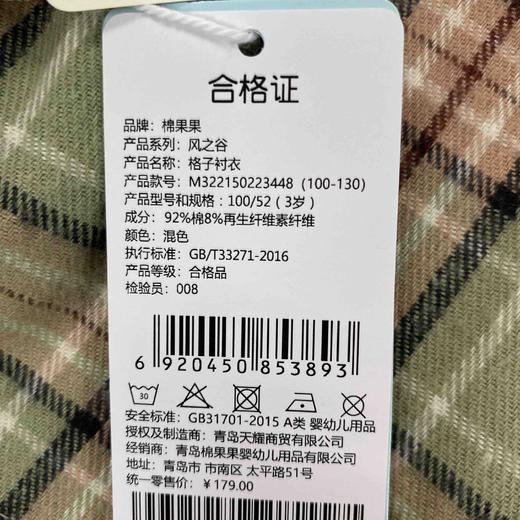 合格证
品牌：棉果果
产品系列：风之谷
产品名称：格子衬衣
产品款号：M322150223448（100-130）
产品型号和规格：100/52（3岁）
成分：92%棉8%再生纤维素纤维
颜色：混色
执行标准：GB/T33271-2016
产品等级：合格品
检验员：008
6 920450 853893
30
安全标准：GB31701-2015 A类 婴幼儿用品
授权及制造商：青岛天耀商贸有限公司
经销商：青岛棉果果婴幼儿用品有限公司
地址：青岛市 市南区 太平路51号
统一零售价：￥179.00